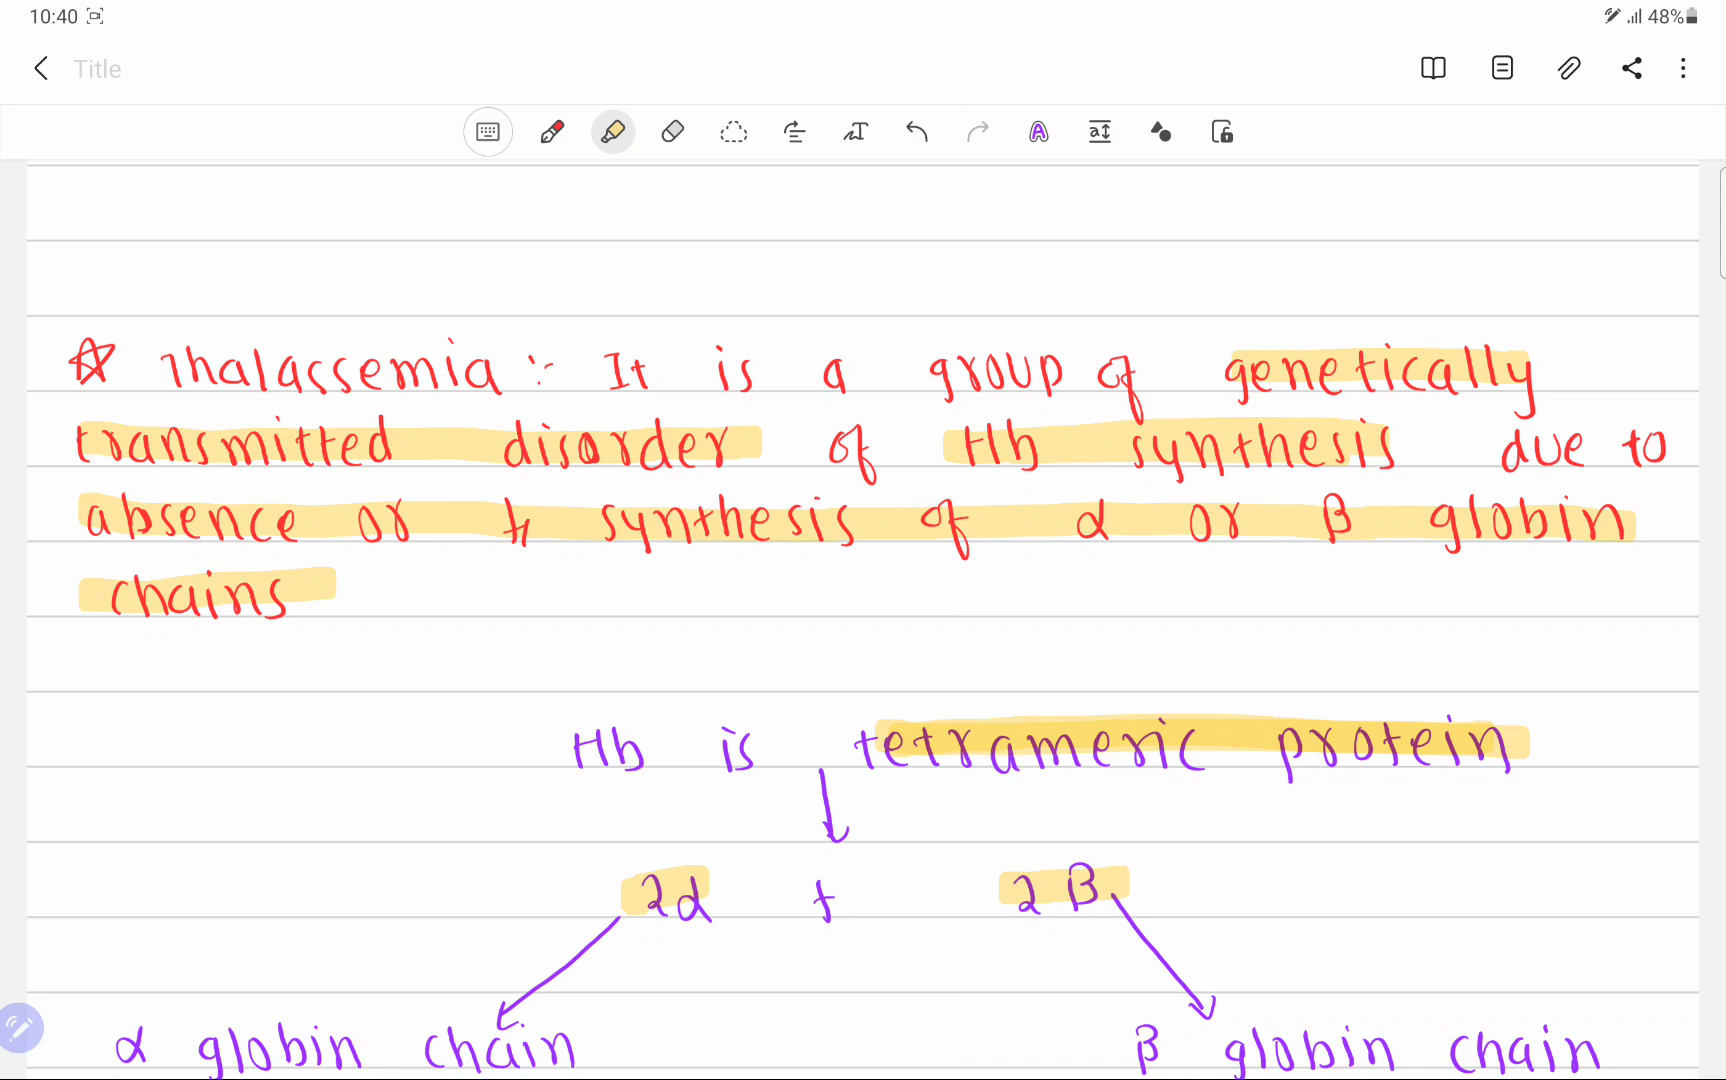 10:40 48%
Title
☆ Thalassemia :- It is a group of genetically
transmitted disorder of Hb synthesis due to
absence or ↓ synthesis of α or β globin
chains
Hb is tetrameric protein
2α + 2β
α globin chain β globin chain